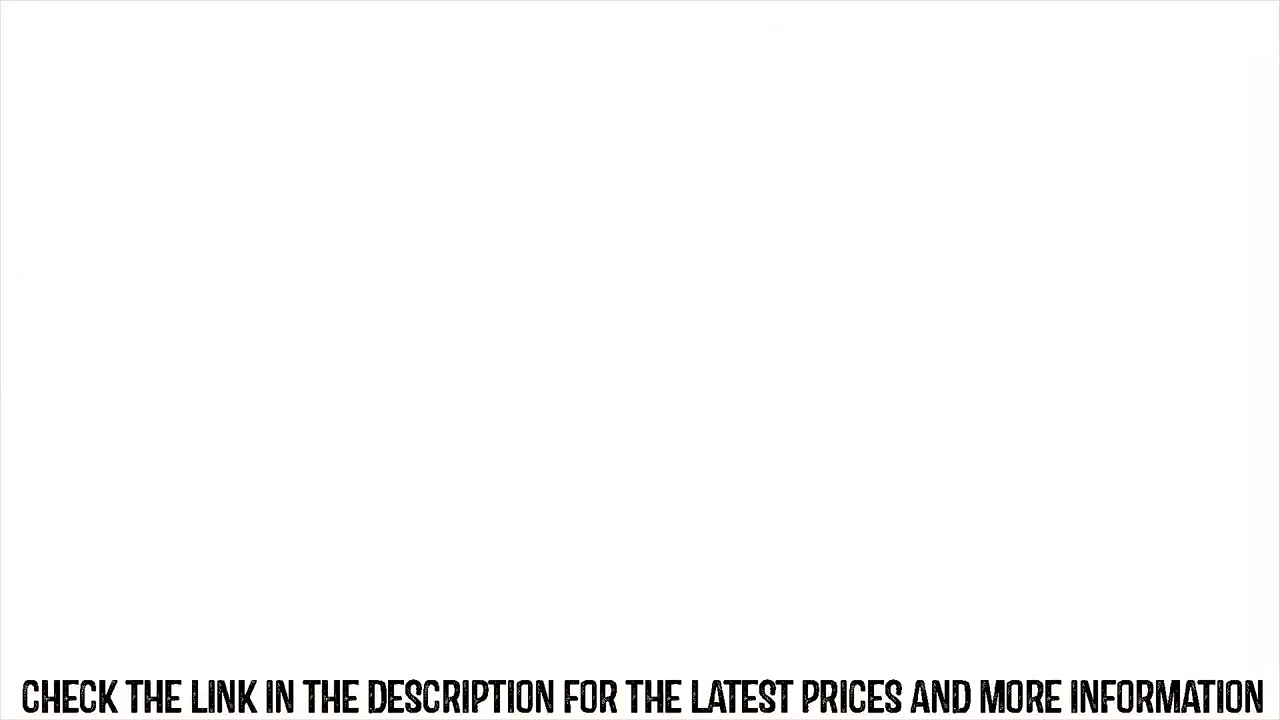 CHECK THE LINK IN THE DESCRIPTION FOR THE LATEST PRICES AND MORE INFORMATION